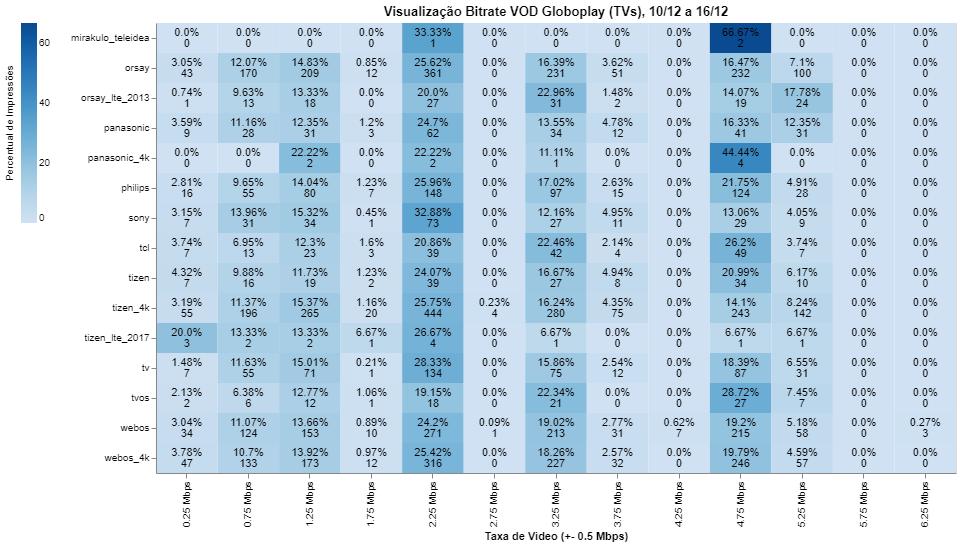 Visualização Bitrate VOD Globoplay (TVs), 10/12 a 16/12
Percentual de Impressões
60
40
20
0
mirakulo_teleidea 0.0% 0.0% 0.0% 0.0% 33.33% 0.0% 0.0% 0.0% 0.0% 66.67% 0.0% 0.0% 0.0%
0 0 0 0 1 0 0 0 0 2 0 0 0
orsay 3.05% 12.07% 14.83% 0.85% 25.62% 0.0% 16.39% 3.62% 0.0% 16.47% 7.1% 0.0% 0.0%
43 170 209 12 361 0 231 51 0 232 100 0 0
orsay_lte_2013 0.74% 9.63% 13.33% 0.0% 20.0% 0.0% 22.96% 1.48% 0.0% 14.07% 17.78% 0.0% 0.0%
1 13 18 0 27 0 31 2 0 19 24 0 0
panasonic 3.59% 11.16% 12.35% 1.2% 24.7% 0.0% 13.55% 4.78% 0.0% 16.33% 12.35% 0.0% 0.0%
9 28 31 3 62 0 34 12 0 41 31 0 0
panasonic_4k 0.0% 0.0% 22.22% 0.0% 22.22% 0.0% 11.11% 0.0% 0.0% 44.44% 0.0% 0.0% 0.0%
0 0 2 0 2 0 1 0 0 4 0 0 0
philips 2.81% 9.65% 14.04% 1.23% 25.96% 0.0% 17.02% 2.63% 0.0% 21.75% 4.91% 0.0% 0.0%
16 55 80 7 148 0 97 15 0 124 28 0 0
sony 3.15% 13.96% 15.32% 0.45% 32.88% 0.0% 12.16% 4.95% 0.0% 13.06% 4.05% 0.0% 0.0%
7 31 34 1 73 0 27 11 0 29 9 0 0
tcl 3.74% 6.95% 12.3% 1.6% 20.86% 0.0% 22.46% 2.14% 0.0% 26.2% 3.74% 0.0% 0.0%
7 13 23 3 39 0 42 4 0 49 7 0 0
tizen 4.32% 9.88% 11.73% 1.23% 24.07% 0.0% 16.67% 4.94% 0.0% 20.99% 6.17% 0.0% 0.0%
7 16 19 2 39 0 27 8 0 34 10 0 0
tizen_4k 3.19% 11.37% 15.37% 1.16% 25.75% 0.23% 16.24% 4.35% 0.0% 14.1% 8.24% 0.0% 0.0%
55 196 265 20 444 4 280 75 0 243 142 0 0
tizen_lte_2017 20.0% 13.33% 13.33% 6.67% 26.67% 0.0% 6.67% 0.0% 0.0% 6.67% 6.67% 0.0% 0.0%
3 2 2 1 4 0 1 0 0 1 1 0 0
tv 1.48% 11.63% 15.01% 0.21% 28.33% 0.0% 15.86% 2.54% 0.0% 18.39% 6.55% 0.0% 0.0%
7 55 71 1 134 0 75 12 0 87 31 0 0
tvos 2.13% 6.38% 12.77% 1.06% 19.15% 0.0% 22.34% 0.0% 0.0% 28.72% 7.45% 0.0% 0.0%
2 6 12 1 18 0 21 0 0 27 7 0 0
webos 3.04% 11.07% 13.66% 0.89% 24.2% 0.09% 19.02% 2.77% 0.62% 19.2% 5.18% 0.0% 0.27%
34 124 153 10 271 1 213 31 7 215 58 0 3
webos_4k 3.78% 10.7% 13.92% 0.97% 25.42% 0.0% 18.26% 2.57% 0.0% 19.79% 4.59% 0.0% 0.0%
47 133 173 12 316 0 227 32 0 246 57 0 0
0.25 Mbps 0.75 Mbps 1.25 Mbps 1.75 Mbps 2.25 Mbps 2.75 Mbps 3.25 Mbps 3.75 Mbps 4.25 Mbps 4.75 Mbps 5.25 Mbps 5.75 Mbps 6.25 Mbps
Taxa de Vídeo (+- 0.5 Mbps)